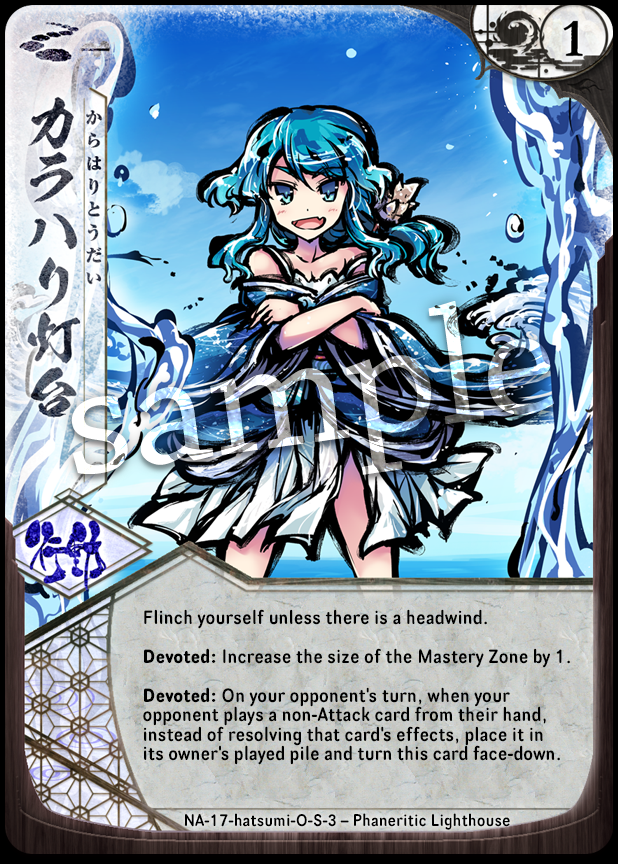 1
カラハリ灯台
からはりとうだい
sample
行動
Flinch yourself unless there is a headwind.
Devoted: Increase the size of the Mastery Zone by 1.
Devoted: On your opponent's turn, when your
opponent plays a non-Attack card from their hand,
instead of resolving that card's effects, place it in
its owner's played pile and turn this card face-down.
NA-17-hatsumi-O-S-3 – Phaneritic Lighthouse